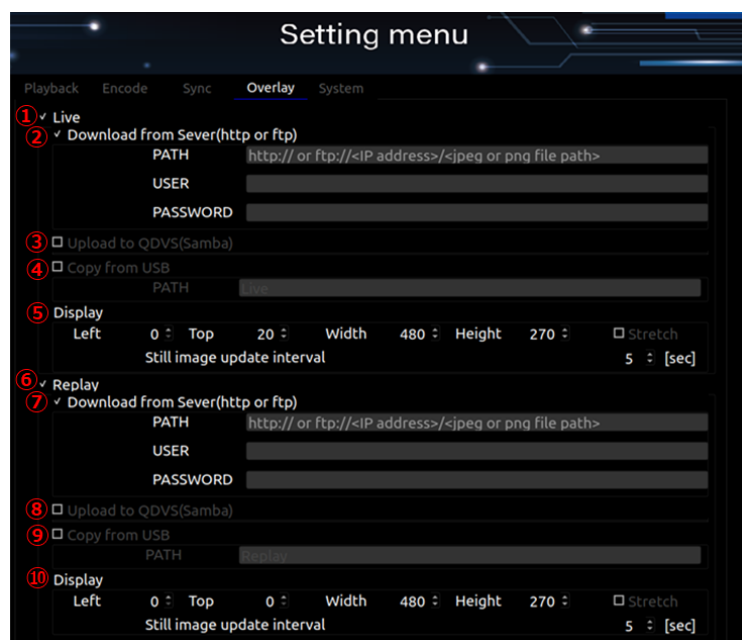 Setting menu
Playback Encode Sync Overlay System
① Live
② Download from Sever(http or ftp)
PATH http:// or ftp://<IP address>/<jpeg or png file path>
USER
PASSWORD
③ Upload to QDVS(Samba)
④ Copy from USB
PATH Live
⑤ Display
Left 0 Top 20 Width 480 Height 270 Stretch
Still image update interval 5 [sec]
⑥ Replay
⑦ Download from Sever(http or ftp)
PATH http:// or ftp://<IP address>/<jpeg or png file path>
USER
PASSWORD
⑧ Upload to QDVS(Samba)
⑨ Copy from USB
PATH Replay
⑩ Display
Left 0 Top 0 Width 480 Height 270 Stretch
Still image update interval 5 [sec]